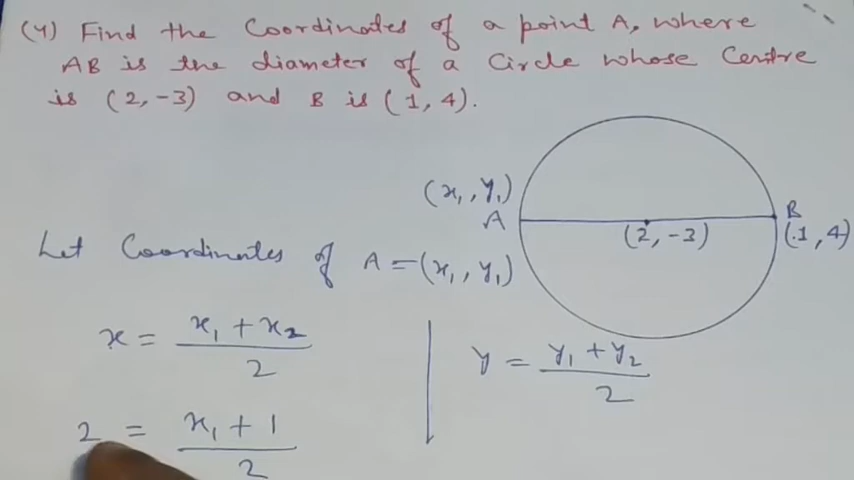 (4) Find the Coordinates of a point A, where
AB is the diameter of a Circle whose Centre
is (2, -3) and B is (1, 4).
(x₁, y₁)
A
B
(2, -3)
(1, 4)
Let Coordinates of A = (x₁, y₁)
x = (x₁ + x₂)/2
y = (y₁ + y₂)/2
2 = (x₁ + 1)/2